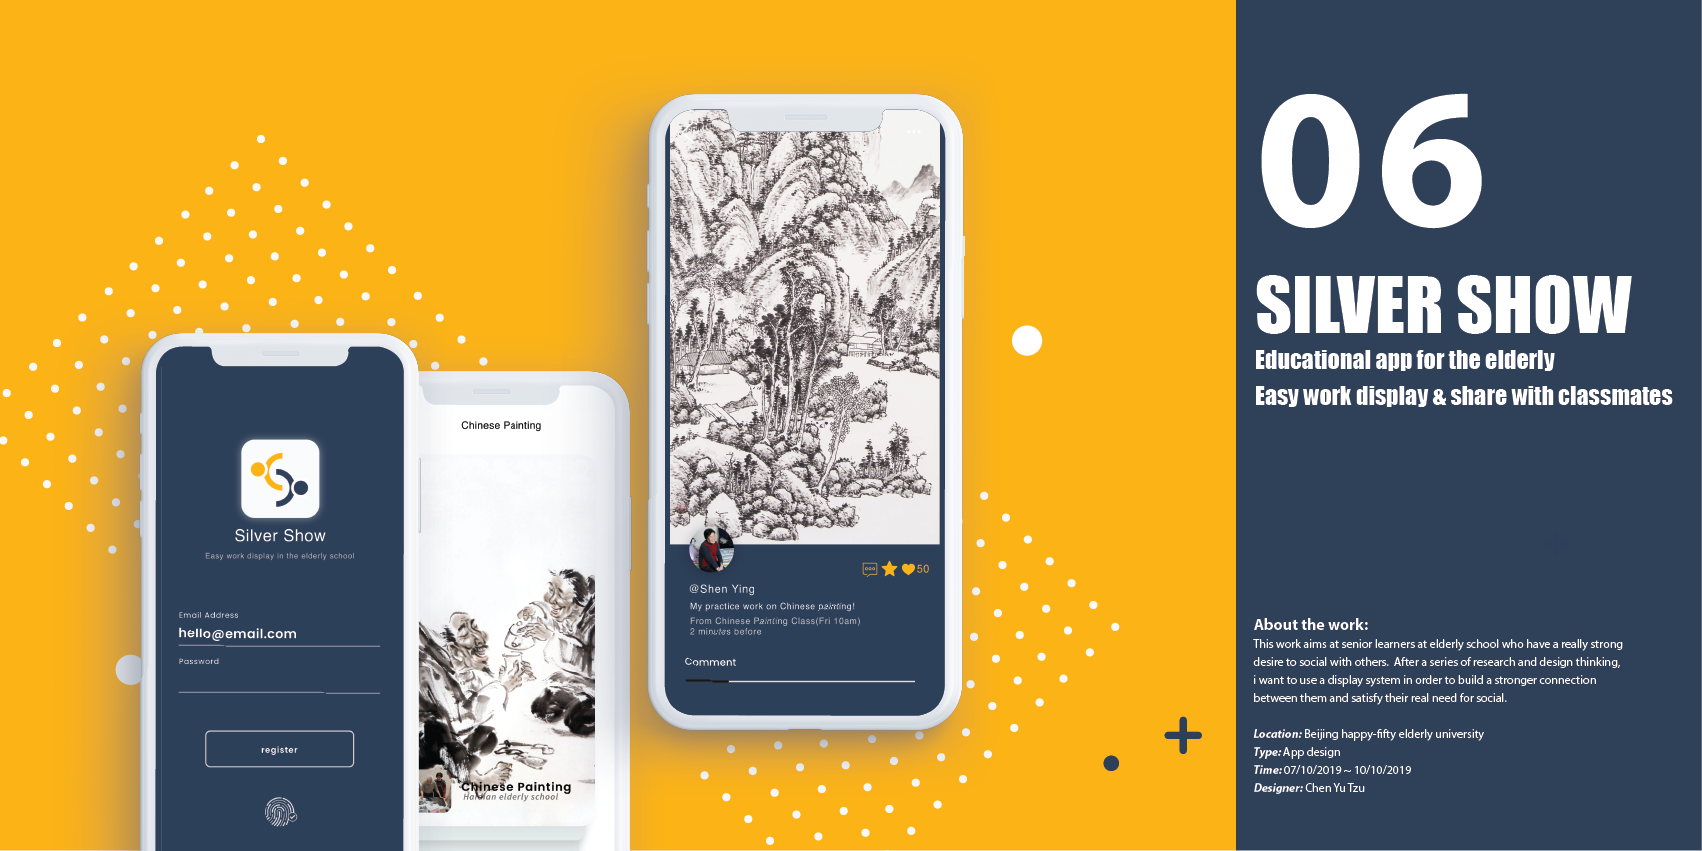 06
SILVER SHOW
Educational app for the elderly
Easy work display & share with classmates
About the work:
This work aims at senior learners at elderly school who have a really strong
desire to social with others.  After a series of research and design thinking,
i want to use a display system in order to build a stronger connection
between them and satisfy their real need for social.
Location: Beijing happy-fifty elderly university
Type: App design
Time: 07/10/2019 ~ 10/10/2019
Designer: Chen Yu Tzu
Silver Show
Easy work display in the elderly school
Email Address
hello@email.com
Password
register
Chinese Painting
Chinese Painting
Haidian elderly school
50
@Shen Ying
My practice work on Chinese painting!
From Chinese Painting Class(Fri 10am)
2 minutes before
Comment